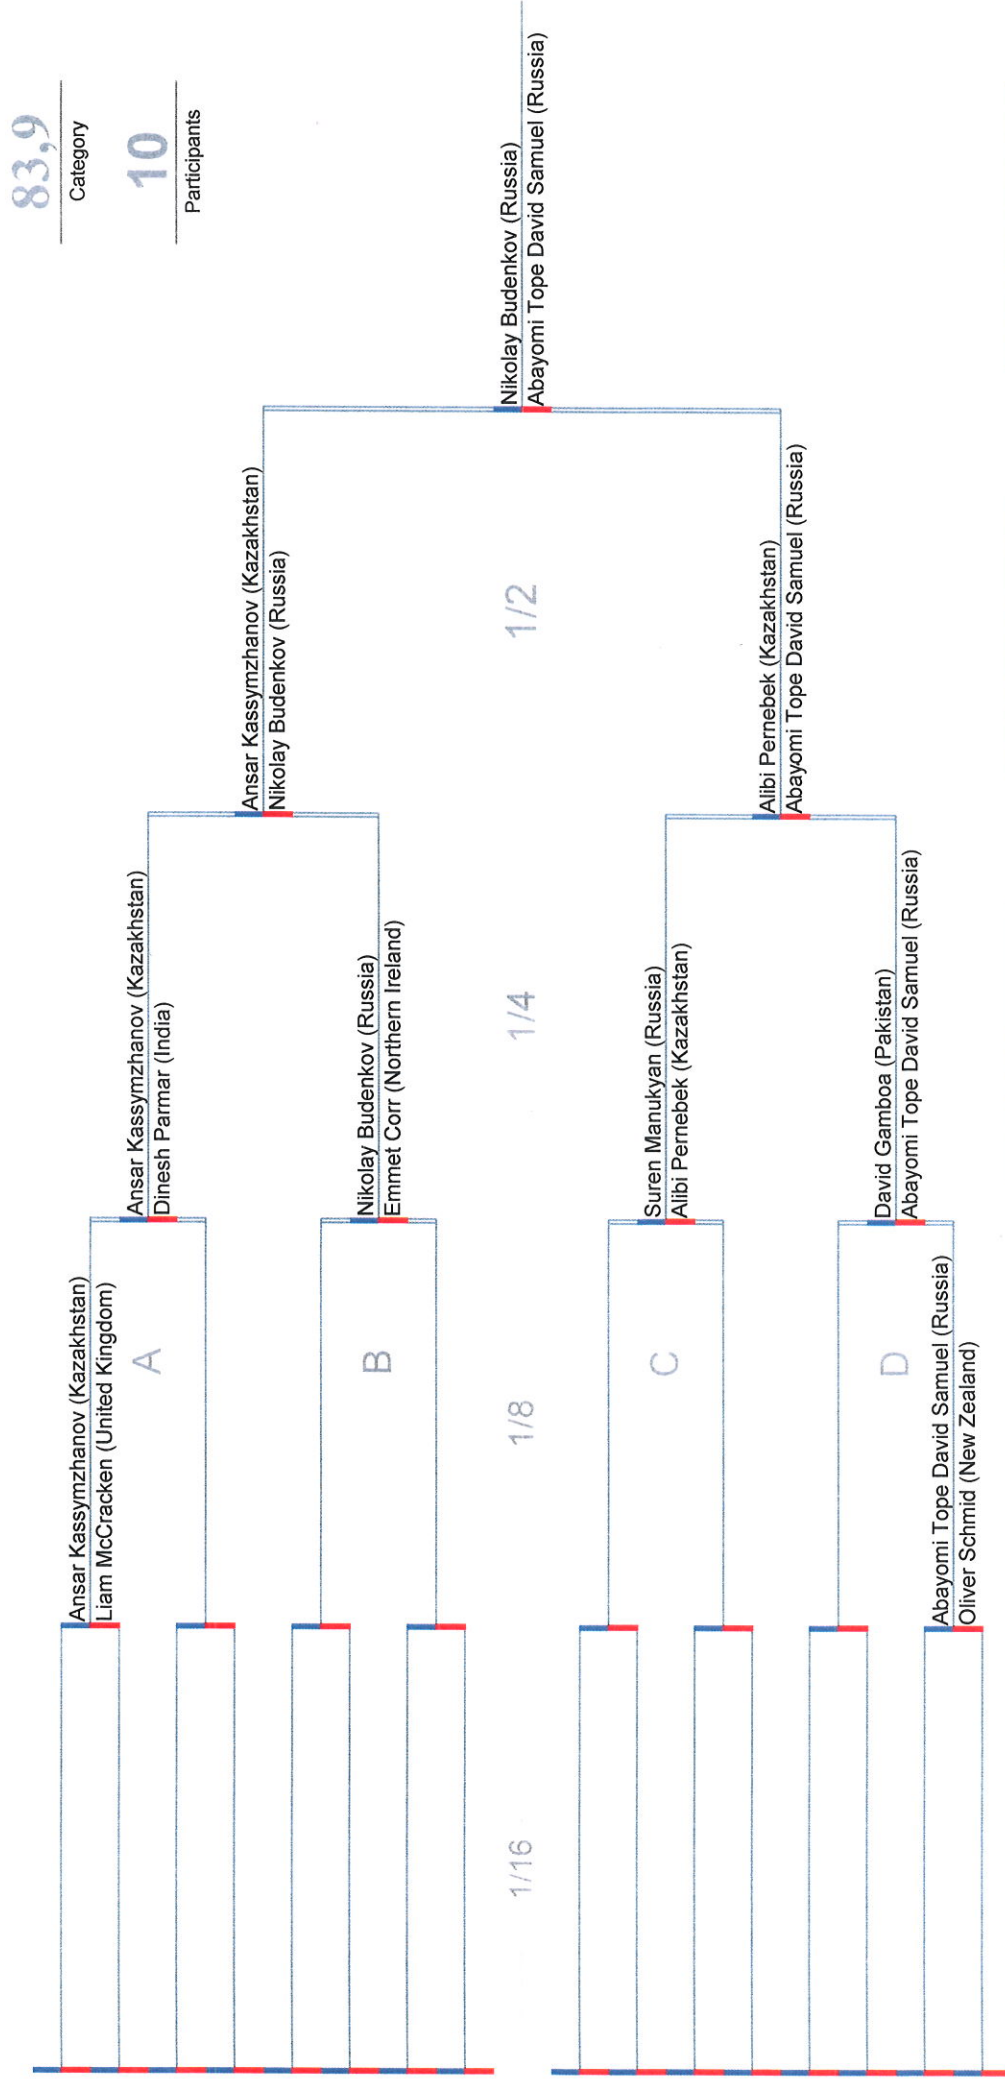 83,9
Category
10
Participants
Ansar Kassymzhanov (Kazakhstan)
Liam McCracken (United Kingdom)
A
Ansar Kassymzhanov (Kazakhstan)
Dinesh Parmar (India)
B
Nikolay Budenkov (Russia)
Emmet Corr (Northern Ireland)
Ansar Kassymzhanov (Kazakhstan)
Nikolay Budenkov (Russia)
1/16
1/8
1/4
1/2
Nikolay Budenkov (Russia)
Abayomi Tope David Samuel (Russia)
C
Suren Manukyan (Russia)
Alibi Pernebek (Kazakhstan)
Alibi Pernebek (Kazakhstan)
Abayomi Tope David Samuel (Russia)
D
David Gamboa (Pakistan)
Abayomi Tope David Samuel (Russia)
Abayomi Tope David Samuel (Russia)
Oliver Schmid (New Zealand)